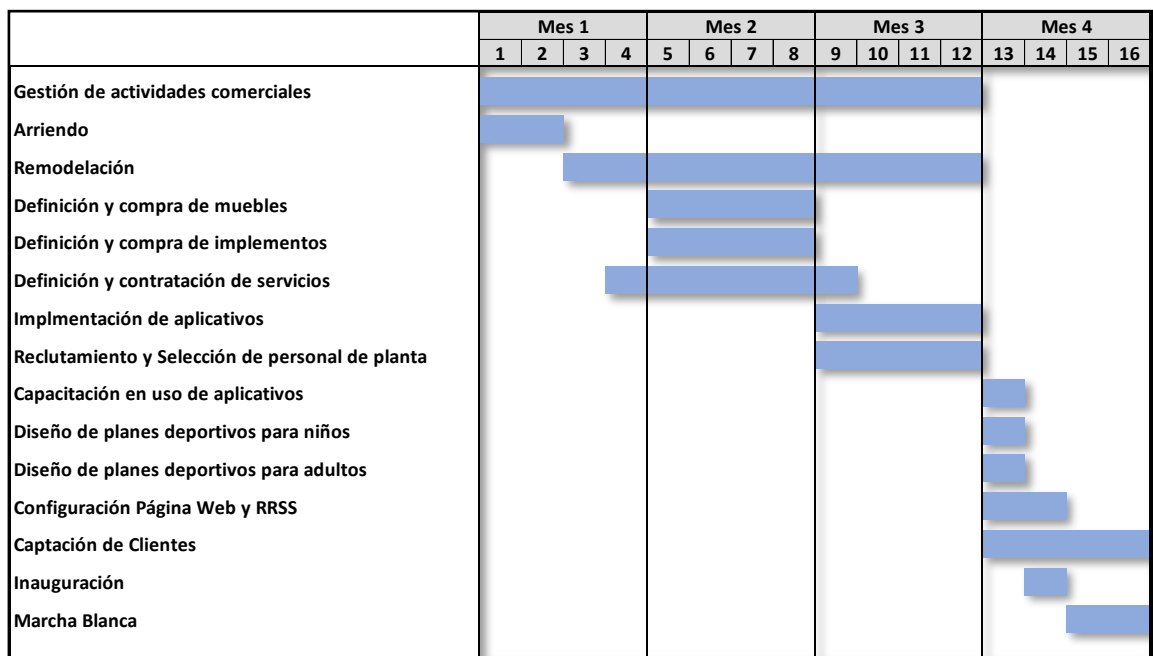 Mes 1 Mes 2 Mes 3 Mes 4
1 2 3 4 5 6 7 8 9 10 11 12 13 14 15 16
Gestión de actividades comerciales
Arriendo
Remodelación
Definición y compra de muebles
Definición y compra de implementos
Definición y contratación de servicios
Implmentación de aplicativos
Reclutamiento y Selección de personal de planta
Capacitación en uso de aplicativos
Diseño de planes deportivos para niños
Diseño de planes deportivos para adultos
Configuración Página Web y RRSS
Captación de Clientes
Inauguración
Marcha Blanca